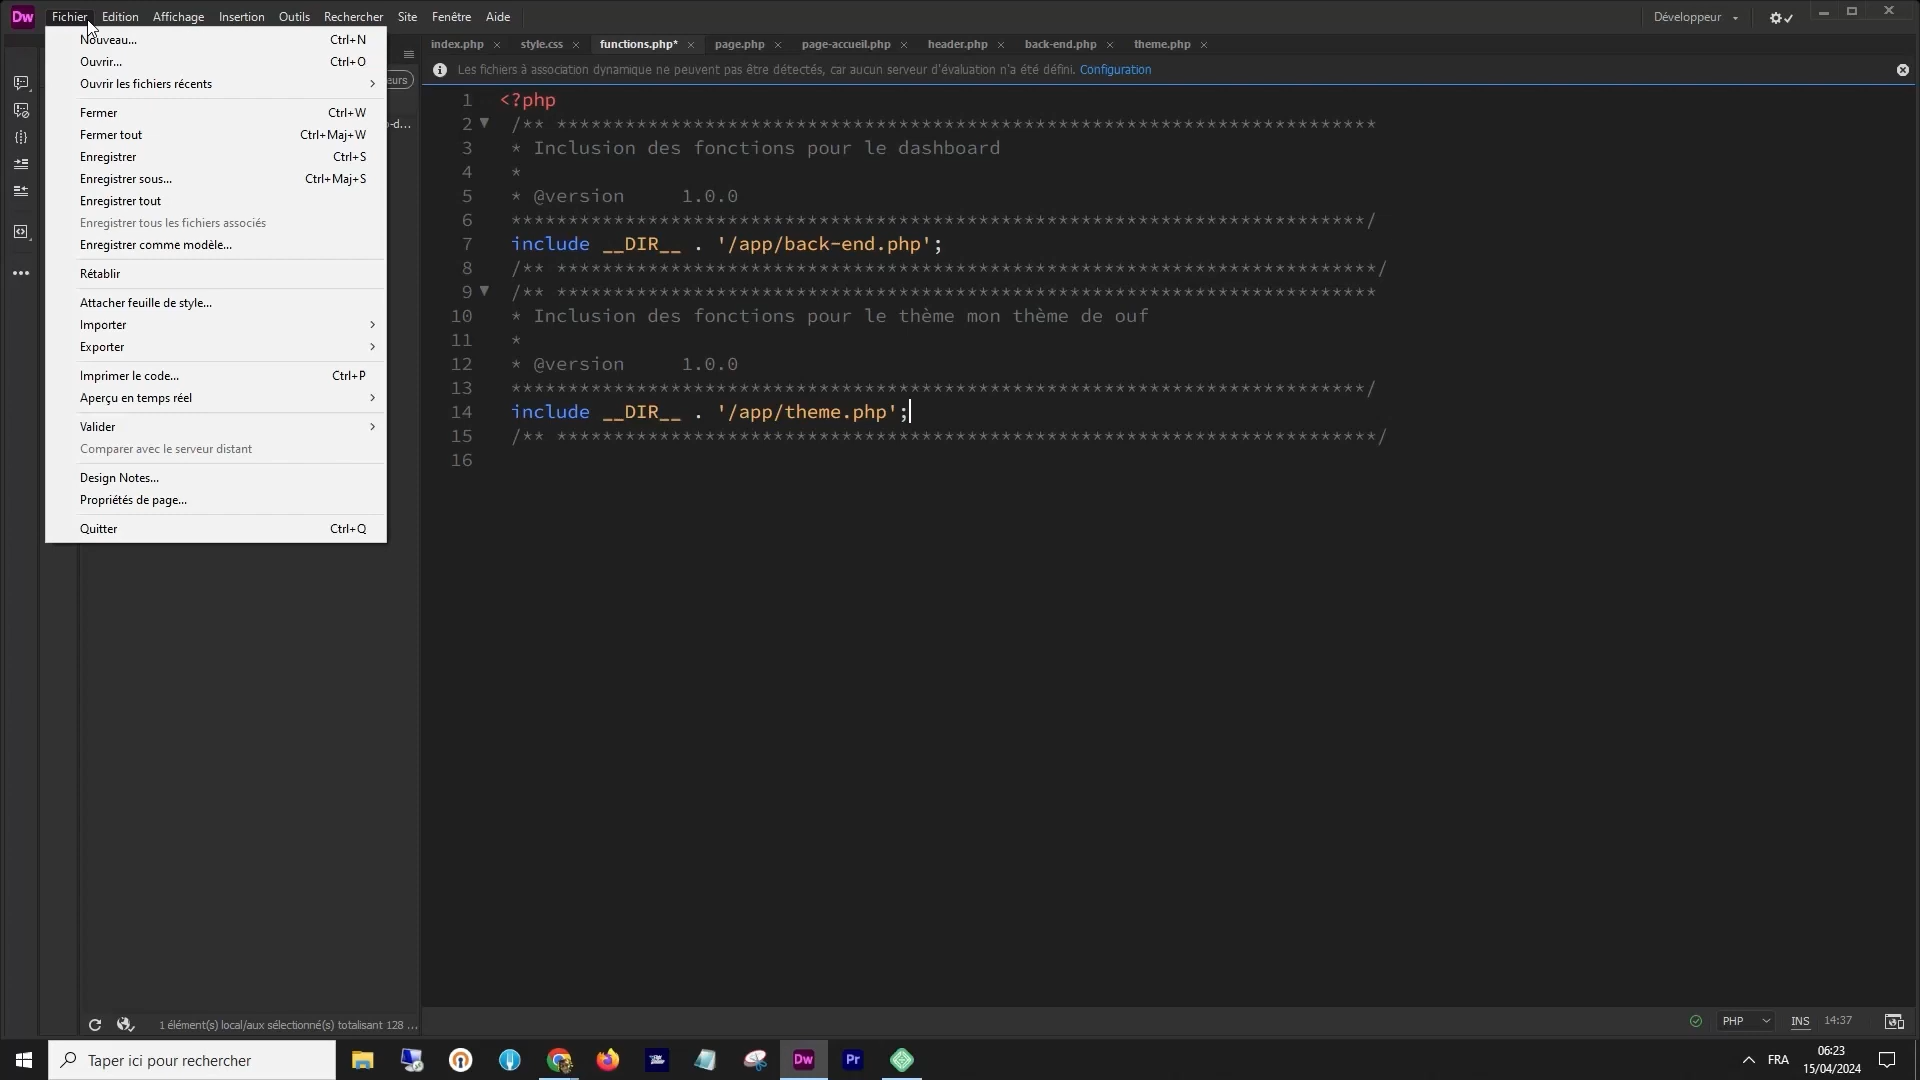 Dw Fichier Edition Affichage Insertion Outils Rechercher Site Fenêtre Aide Développeur
Nouveau... Ctrl+N
Ouvrir... Ctrl+O
Ouvrir les fichiers récents
Fermer Ctrl+W
Fermer tout Ctrl+Maj+W
Enregistrer Ctrl+S
Enregistrer sous... Ctrl+Maj+S
Enregistrer tout
Enregistrer tous les fichiers associés
Enregistrer comme modèle...
Rétablir
Attacher feuille de style...
Importer
Exporter
Imprimer le code... Ctrl+P
Aperçu en temps réel
Valider
Comparer avec le serveur distant
Design Notes...
Propriétés de page...
Quitter Ctrl+Q
index.php style.css functions.php* page.php page-accueil.php header.php back-end.php theme.php
Les fichiers à association dynamique ne peuvent pas être détectés, car aucun serveur d'évaluation n'a été défini. Configuration
1 <?php
2 /** ************************************************************************
3 * Inclusion des fonctions pour le dashboard
4 *
5 * @version 1.0.0
6 ***************************************************************************/
7 include __DIR__ . '/app/back-end.php';
8 /** ************************************************************************/
9 /** ************************************************************************
10 * Inclusion des fonctions pour le thème mon thème de ouf
11 *
12 * @version 1.0.0
13 ***************************************************************************/
14 include __DIR__ . '/app/theme.php';
15 /** ************************************************************************/
16
1 élément(s) local/aux sélectionné(s) totalisant 128 ...
PHP INS 14:37
Taper ici pour rechercher
Dw Pr
FRA
06:23
15/04/2024